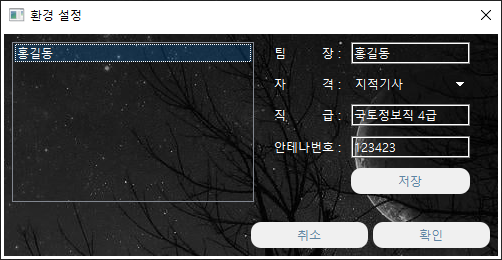 환경 설정
홍길동
팀 장 : 홍길동
자 격 : 지적기사
직 급 : 국토정보직 4급
안테나번호 : 123423
저장
취소 확인